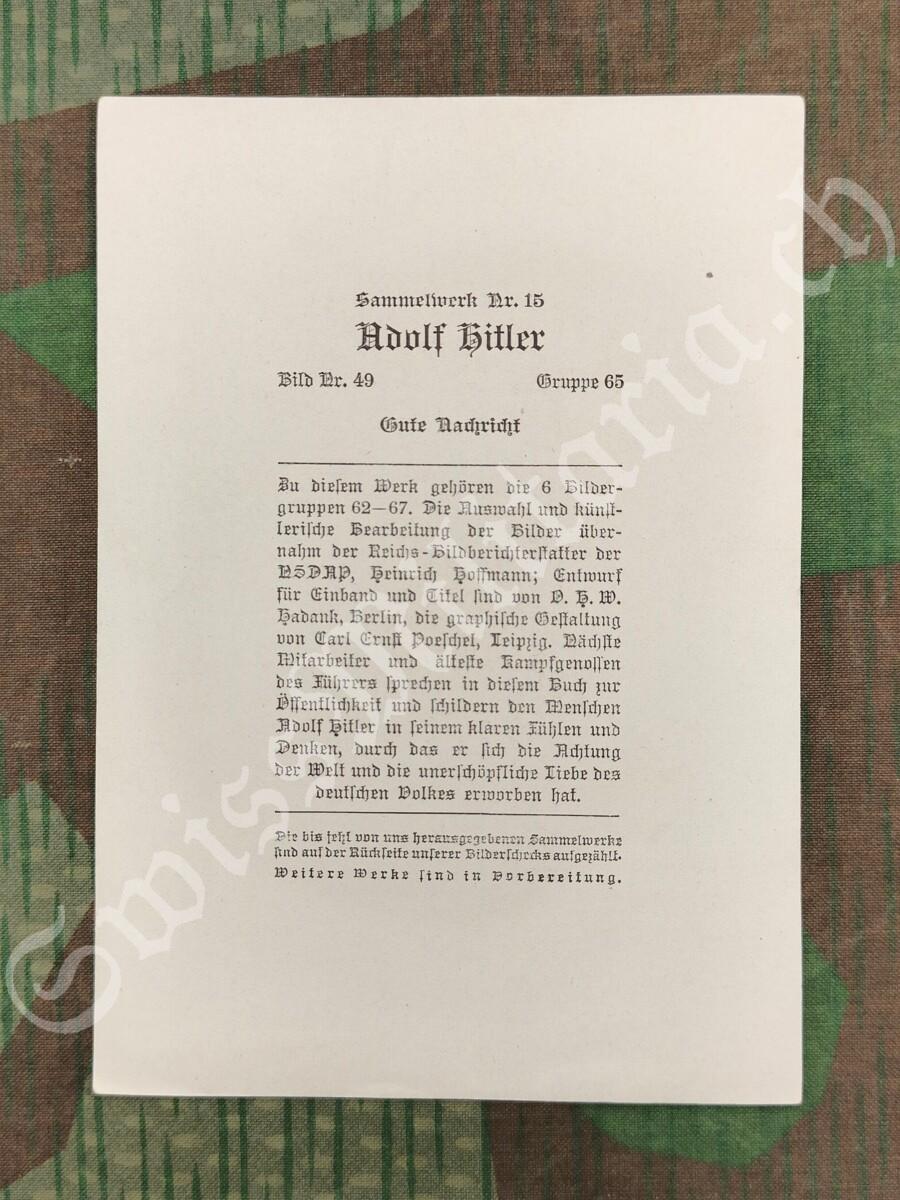 Sammelwerk Nr. 15
Adolf Hitler
Bild Nr. 49 Gruppe 65
Gute Nachricht
Zu diesem Werk gehören die 6 Bilder-
gruppen 62—67. Die Auswahl und künst-
lerische Bearbeitung der Bilder über-
nahm der Reichs-Bildberichterstatter der
NSDAP, Heinrich Hoffmann; Entwurf
für Einband und Titel sind von O. H. W.
Hadank, Berlin, die graphische Gestaltung
von Carl Ernst Poeschel, Leipzig. Nächste
Mitarbeiter und älteste Kampfgenossen
des Führers sprechen in diesem Buch zur
Öffentlichkeit und schildern den Menschen
Adolf Hitler in seinem klaren Fühlen und
Denken, durch das er sich die Achtung
der Welt und die unerschöpfliche Liebe des
deutschen Volkes erworben hat.
Die bis jetzt von uns herausgegebenen Sammelwerke
sind auf der Rückseite unserer Bilderschecks aufgezählt.
Weitere Werke sind in Vorbereitung.
SwissMilitaria.ch